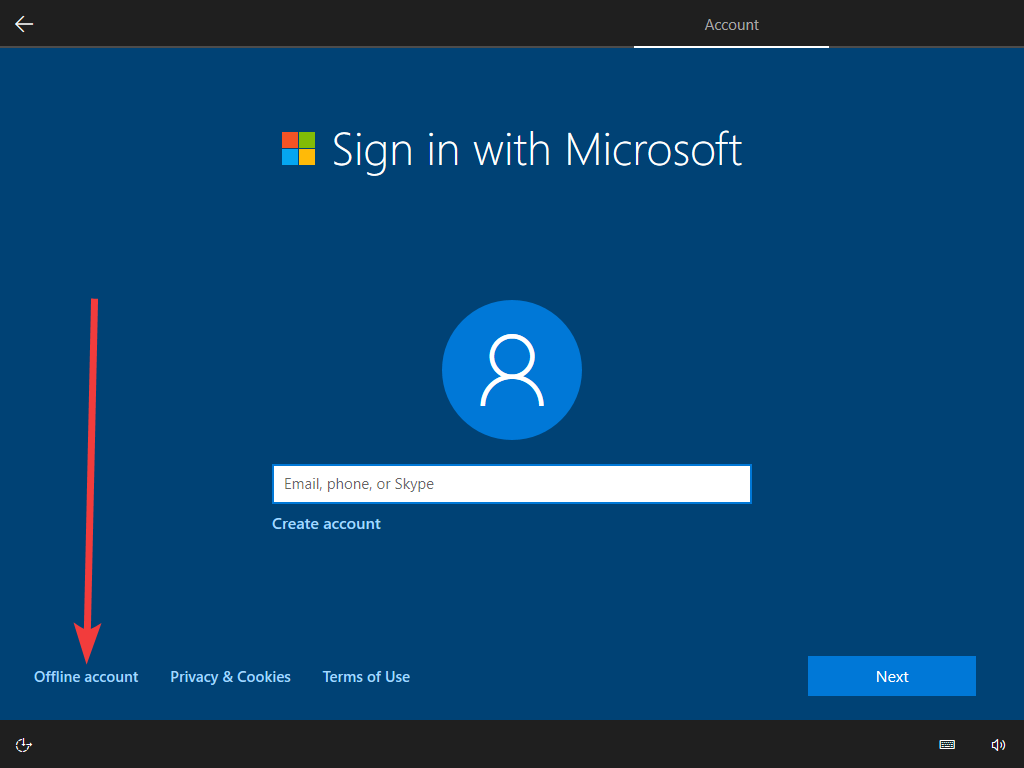 Account
Sign in with Microsoft
Email, phone, or Skype
Create account
Offline account
Privacy & Cookies
Terms of Use
Next